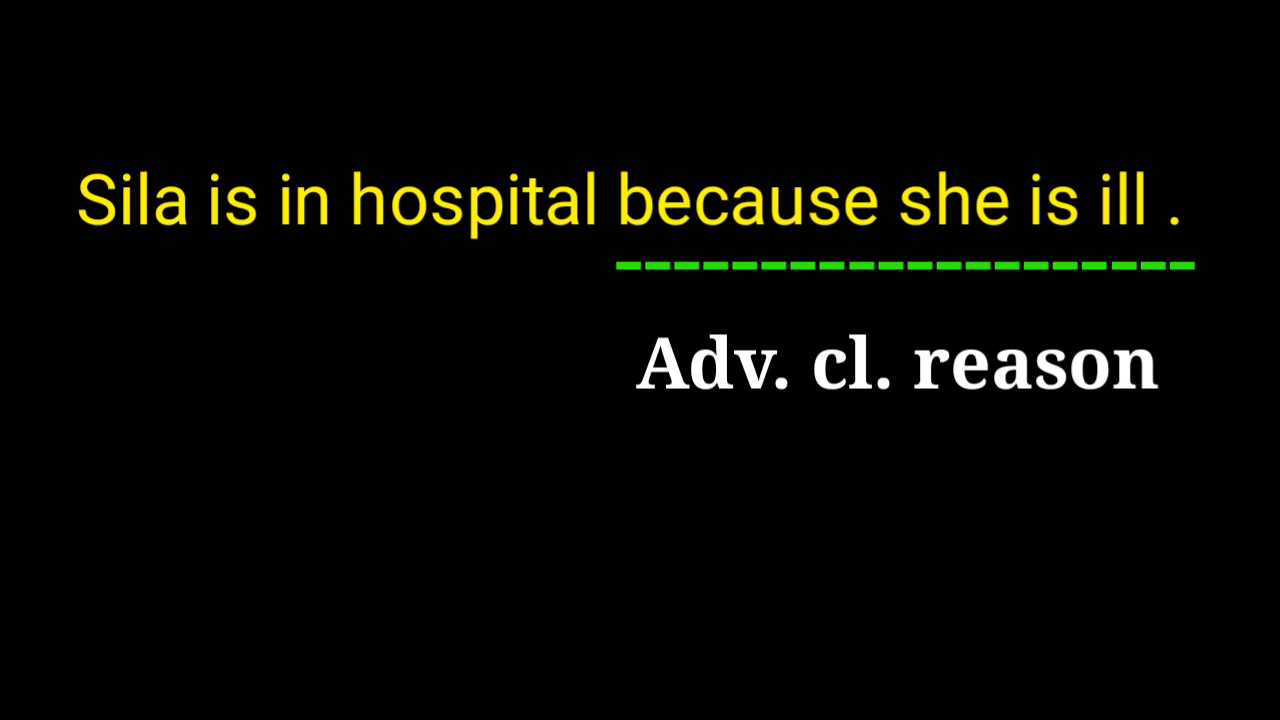 Sila is in hospital because she is ill .
Adv. cl. reason